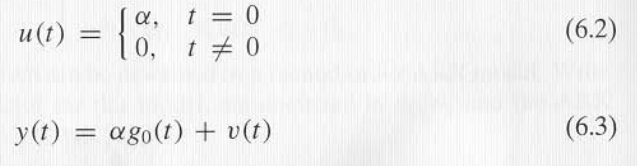 u(t) = { α, t = 0
0, t ≠ 0 (6.2)
y(t) = αg₀(t) + v(t) (6.3)